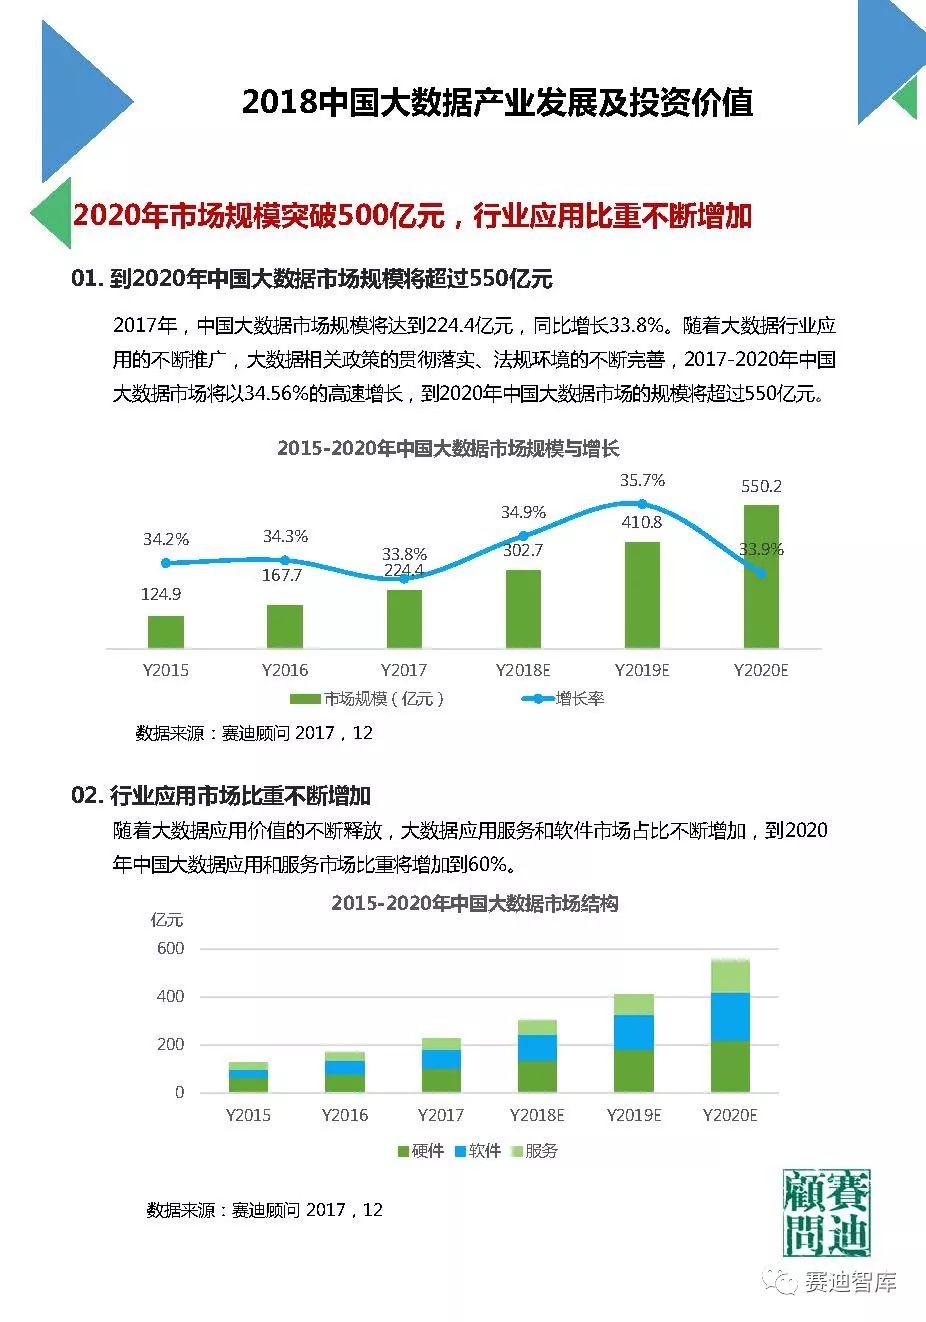 2018中国大数据产业发展及投资价值
2020年市场规模突破500亿元，行业应用比重不断增加
01. 到2020年中国大数据市场规模将超过550亿元
2017年，中国大数据市场规模将达到224.4亿元，同比增长33.8%。随着大数据行业应
用的不断推广，大数据相关政策的贯彻落实、法规环境的不断完善，2017-2020年中国
大数据市场将以34.56%的高速增长，到2020年中国大数据市场的规模将超过550亿元。
2015-2020年中国大数据市场规模与增长
34.2% 34.3% 33.8% 34.9% 35.7% 33.9%
124.9 167.7 224.4 302.7 410.8 550.2
Y2015 Y2016 Y2017 Y2018E Y2019E Y2020E
市场规模（亿元） 增长率
数据来源：赛迪顾问 2017，12
02. 行业应用市场比重不断增加
随着大数据应用价值的不断释放，大数据应用服务和软件市场占比不断增加，到2020
年中国大数据应用和服务市场比重将增加到60%。
2015-2020年中国大数据市场结构
亿元
600
400
200
0
Y2015 Y2016 Y2017 Y2018E Y2019E Y2020E
硬件 软件 服务
数据来源：赛迪顾问 2017，12
賽迪
顧問
赛迪智库